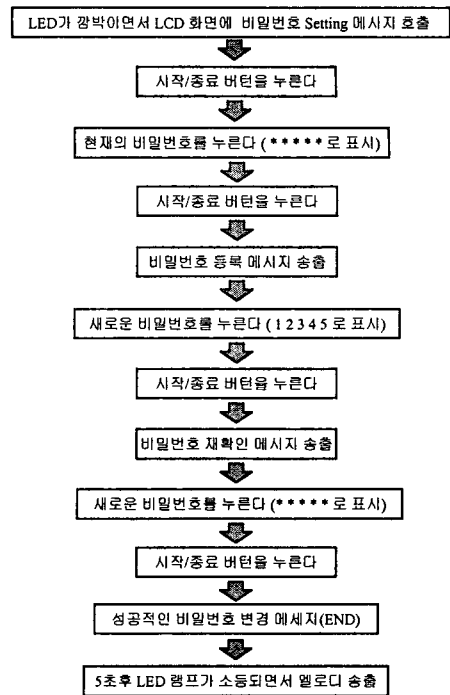 LED가 깜박이면서 LCD 화면에 비밀번호 Setting 메시지 호출
시작/종료 버턴을 누른다
현재의 비밀번호를 누른다 ( * * * * * 로 표시)
시작/종료 버턴을 누른다
비밀번호 등록 메시지 송출
새로운 비밀번호를 누른다 ( 1 2 3 4 5 로 표시)
시작/종료 버턴을 누른다
비밀번호 재확인 메시지 송출
새로운 비밀번호를 누른다 (* * * * * 로 표시)
시작/종료 버턴을 누른다
성공적인 비밀번호 변경 메세지(END)
5초후 LED 램프가 소등되면서 멜로디 송출